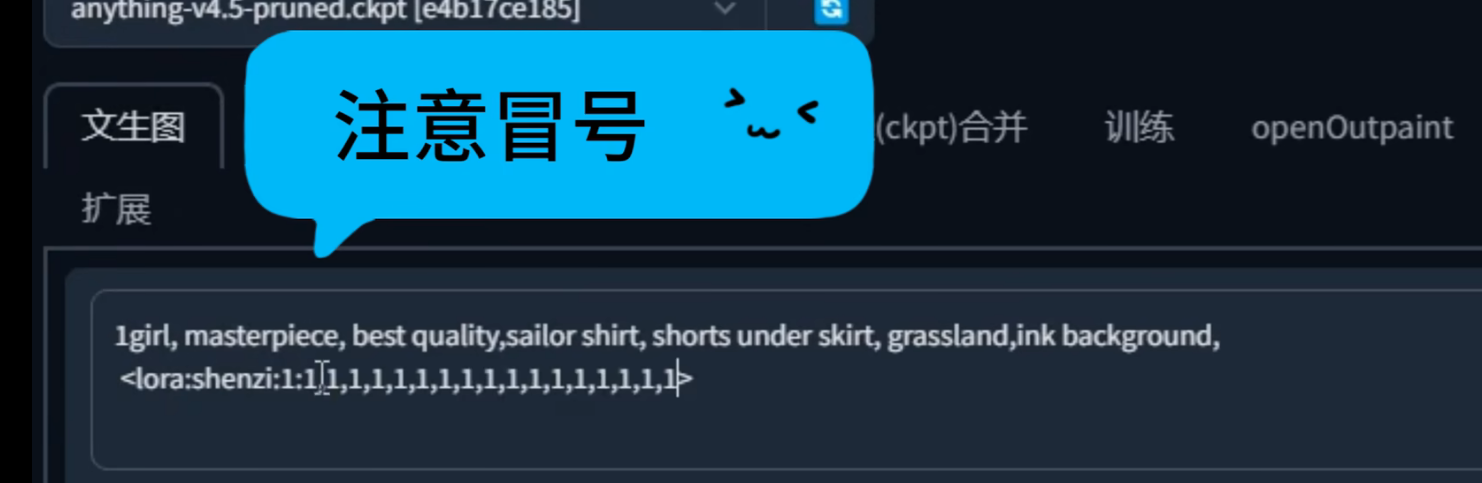 anything-v4.5-pruned.ckpt [e4b17ce185]
注意冒号
文生图
(ckpt)合并
训练
openOutpaint
扩展
1girl, masterpiece, best quality,sailor shirt, shorts under skirt, grassland,ink background,
<lora:shenzi:1:1,1,1,1,1,1,1,1,1,1,1,1,1,1,1,1,1>